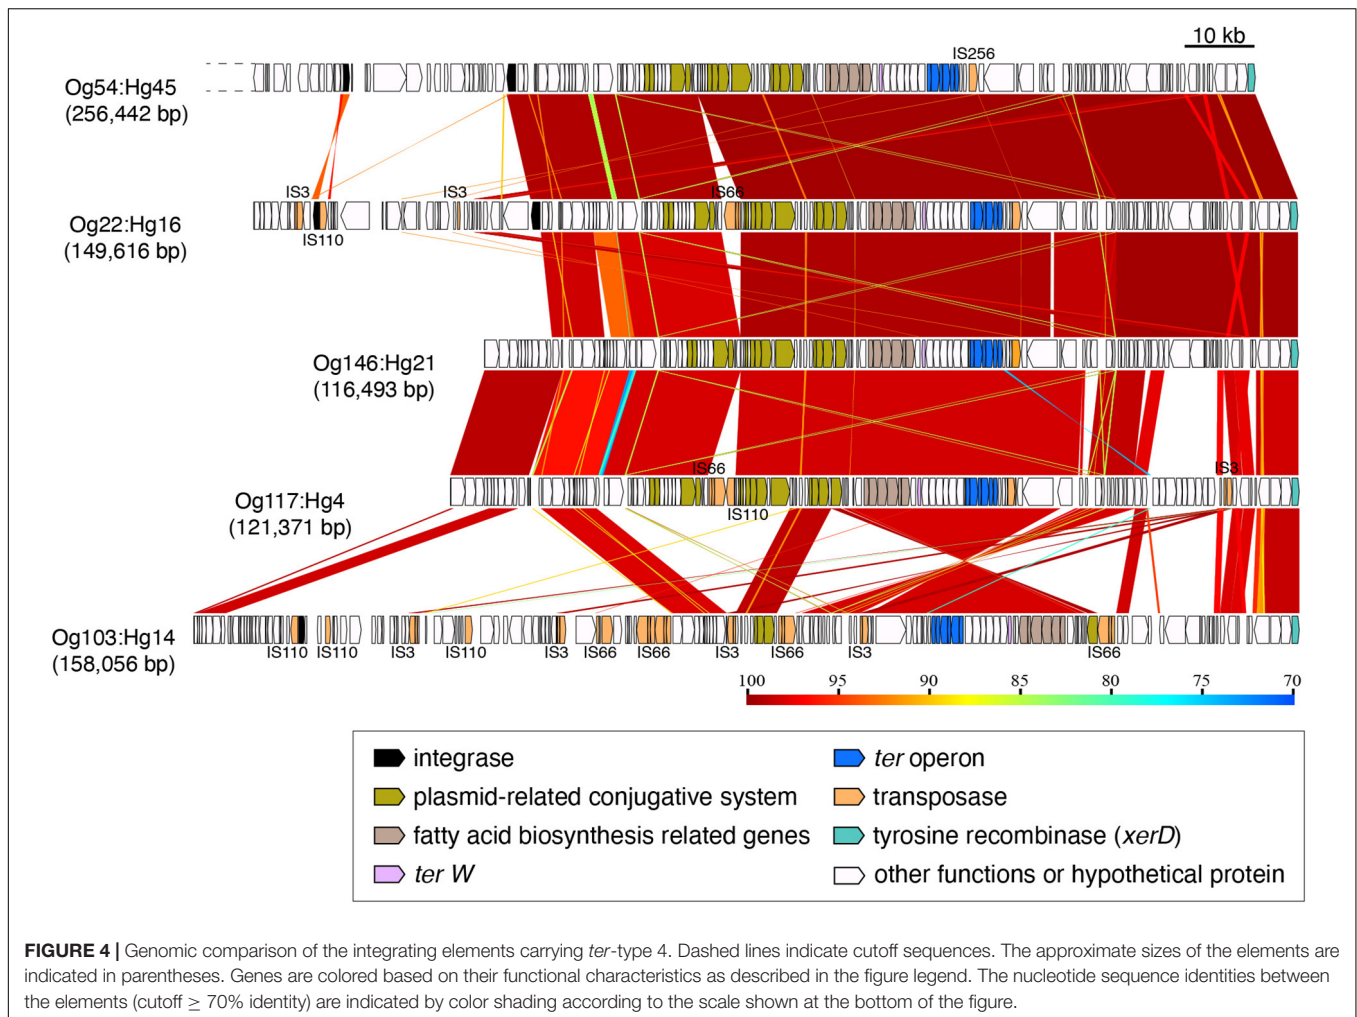 10 kb
IS256
Og54:Hg45
(256,442 bp)
IS3
IS3
IS66
Og22:Hg16
(149,616 bp)
IS110
Og146:Hg21
(116,493 bp)
IS66
IS3
Og117:Hg4
(121,371 bp)
IS110
Og103:Hg14
(158,056 bp)
IS110 IS110 IS3 IS110 IS3 IS66 IS66 IS3 IS66 IS3 IS66
100 95 90 85 80 75 70
integrase
plasmid-related conjugative system
fatty acid biosynthesis related genes
ter W
ter operon
transposase
tyrosine recombinase (xerD)
other functions or hypothetical protein
FIGURE 4 | Genomic comparison of the integrating elements carrying ter-type 4. Dashed lines indicate cutoff sequences. The approximate sizes of the elements are
indicated in parentheses. Genes are colored based on their functional characteristics as described in the figure legend. The nucleotide sequence identities between
the elements (cutoff ≥ 70% identity) are indicated by color shading according to the scale shown at the bottom of the figure.